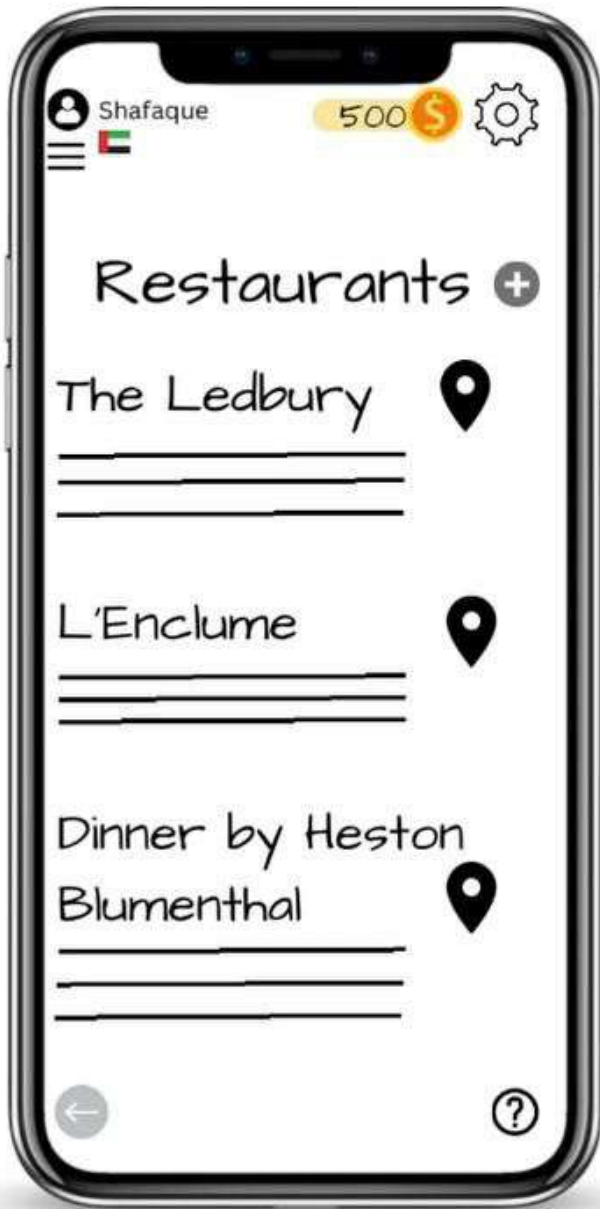 Shafaque
500 $
Restaurants +
The Ledbury
L'Enclume
Dinner by Heston
Blumenthal
?